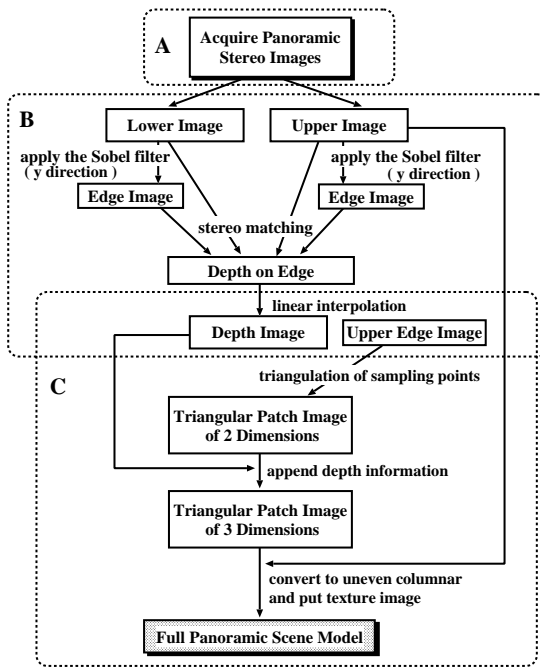 A
Acquire Panoramic
Stereo Images
B
Lower Image
Upper Image
apply the Sobel filter
( y direction )
apply the Sobel filter
( y direction )
Edge Image
Edge Image
stereo matching
Depth on Edge
linear interpolation
Depth Image
Upper Edge Image
C
triangulation of sampling points
Triangular Patch Image
of 2 Dimensions
append depth information
Triangular Patch Image
of 3 Dimensions
convert to uneven columnar
and put texture image
Full Panoramic Scene Model